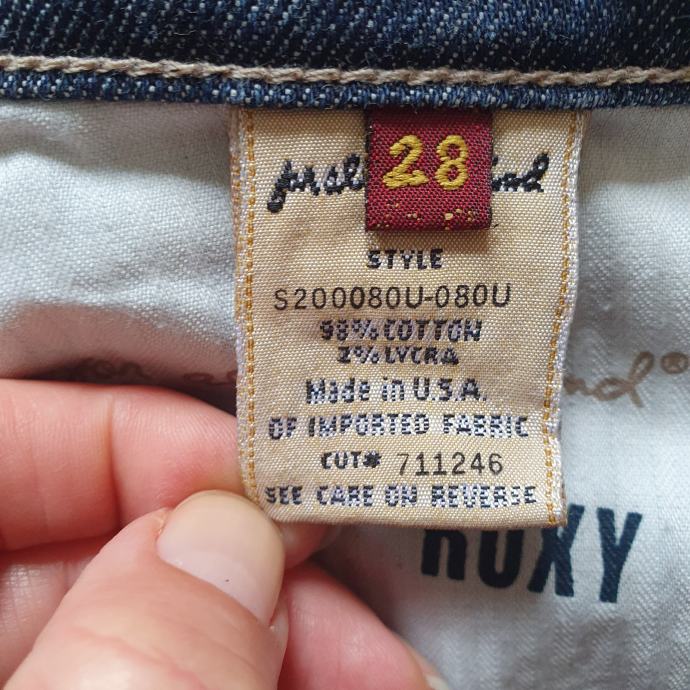 28
STYLE
S200080U-080U
98% COTTON
2% LYCRA
Made in U.S.A.
OF IMPORTED FABRIC
CUT# 711246
SEE CARE ON REVERSE
ROXY